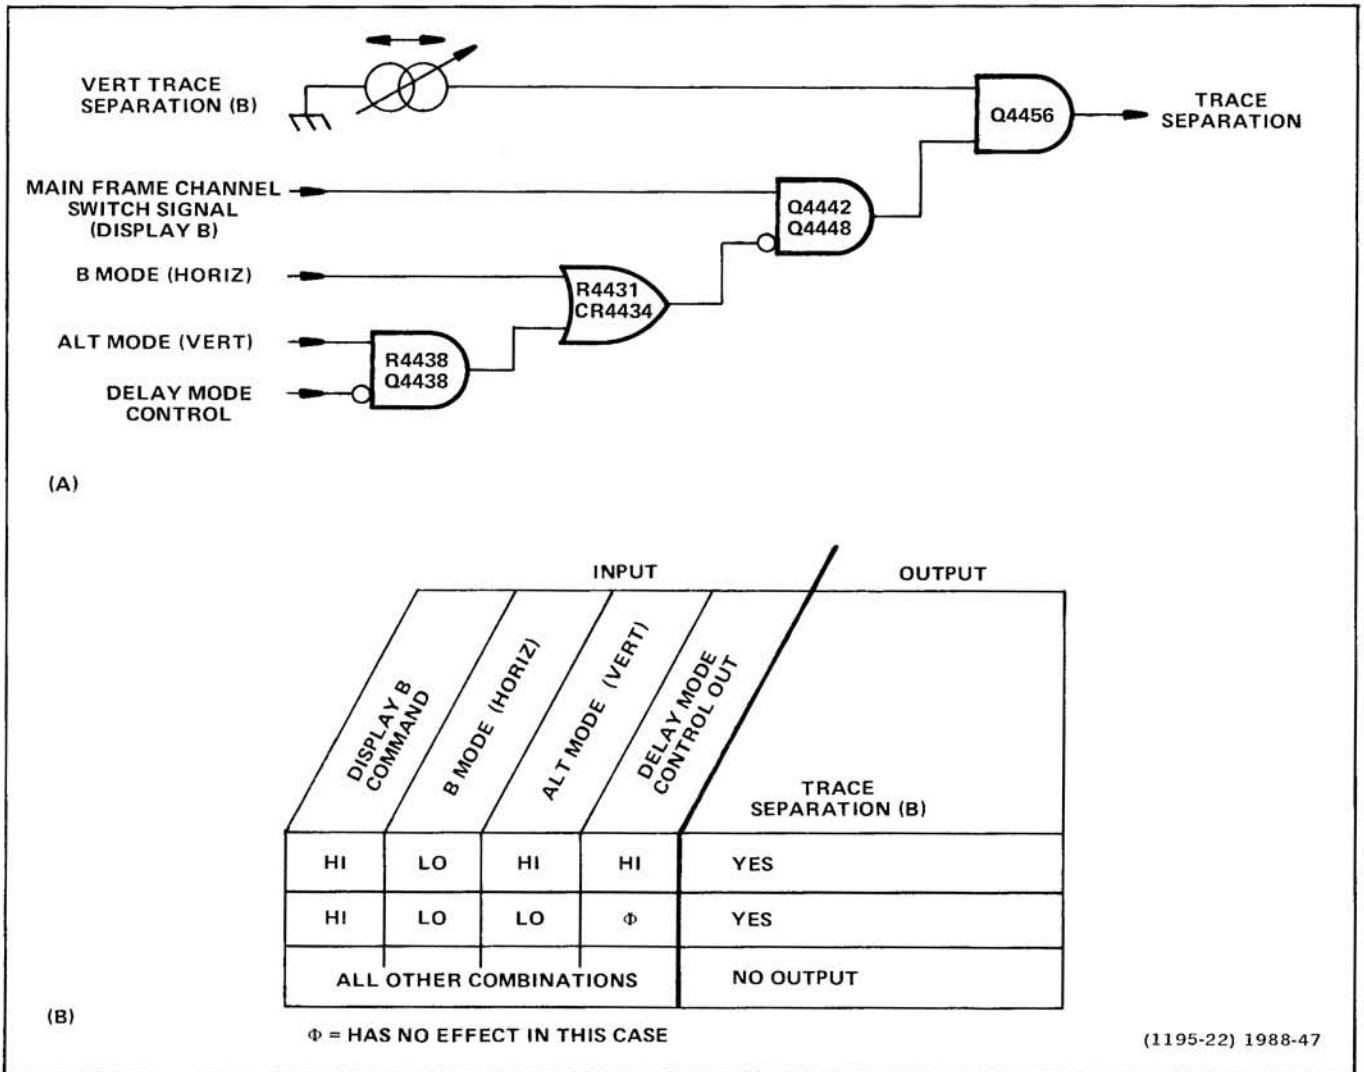 VERT TRACE
SEPARATION (B)
Q4456
TRACE
SEPARATION
MAIN FRAME CHANNEL
SWITCH SIGNAL
(DISPLAY B)
Q4442
Q4448
B MODE (HORIZ)
R4431
CR4434
ALT MODE (VERT)
R4438
Q4438
DELAY MODE
CONTROL
(A)
INPUT
OUTPUT
DISPLAY B
COMMAND
B MODE (HORIZ)
ALT MODE (VERT)
DELAY MODE
CONTROL OUT
TRACE
SEPARATION (B)
HI LO HI HI YES
HI LO LO Φ YES
ALL OTHER COMBINATIONS NO OUTPUT
(B)
Φ = HAS NO EFFECT IN THIS CASE
(1195-22) 1988-47